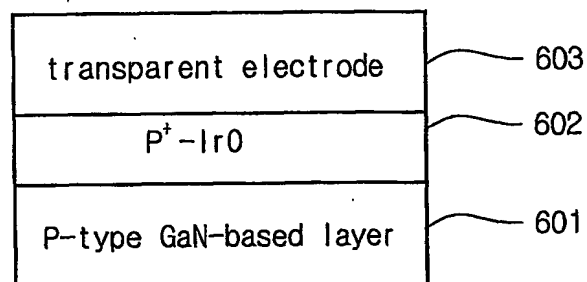 transparent electrode
603
P⁺-IrO
602
P-type GaN-based layer
601